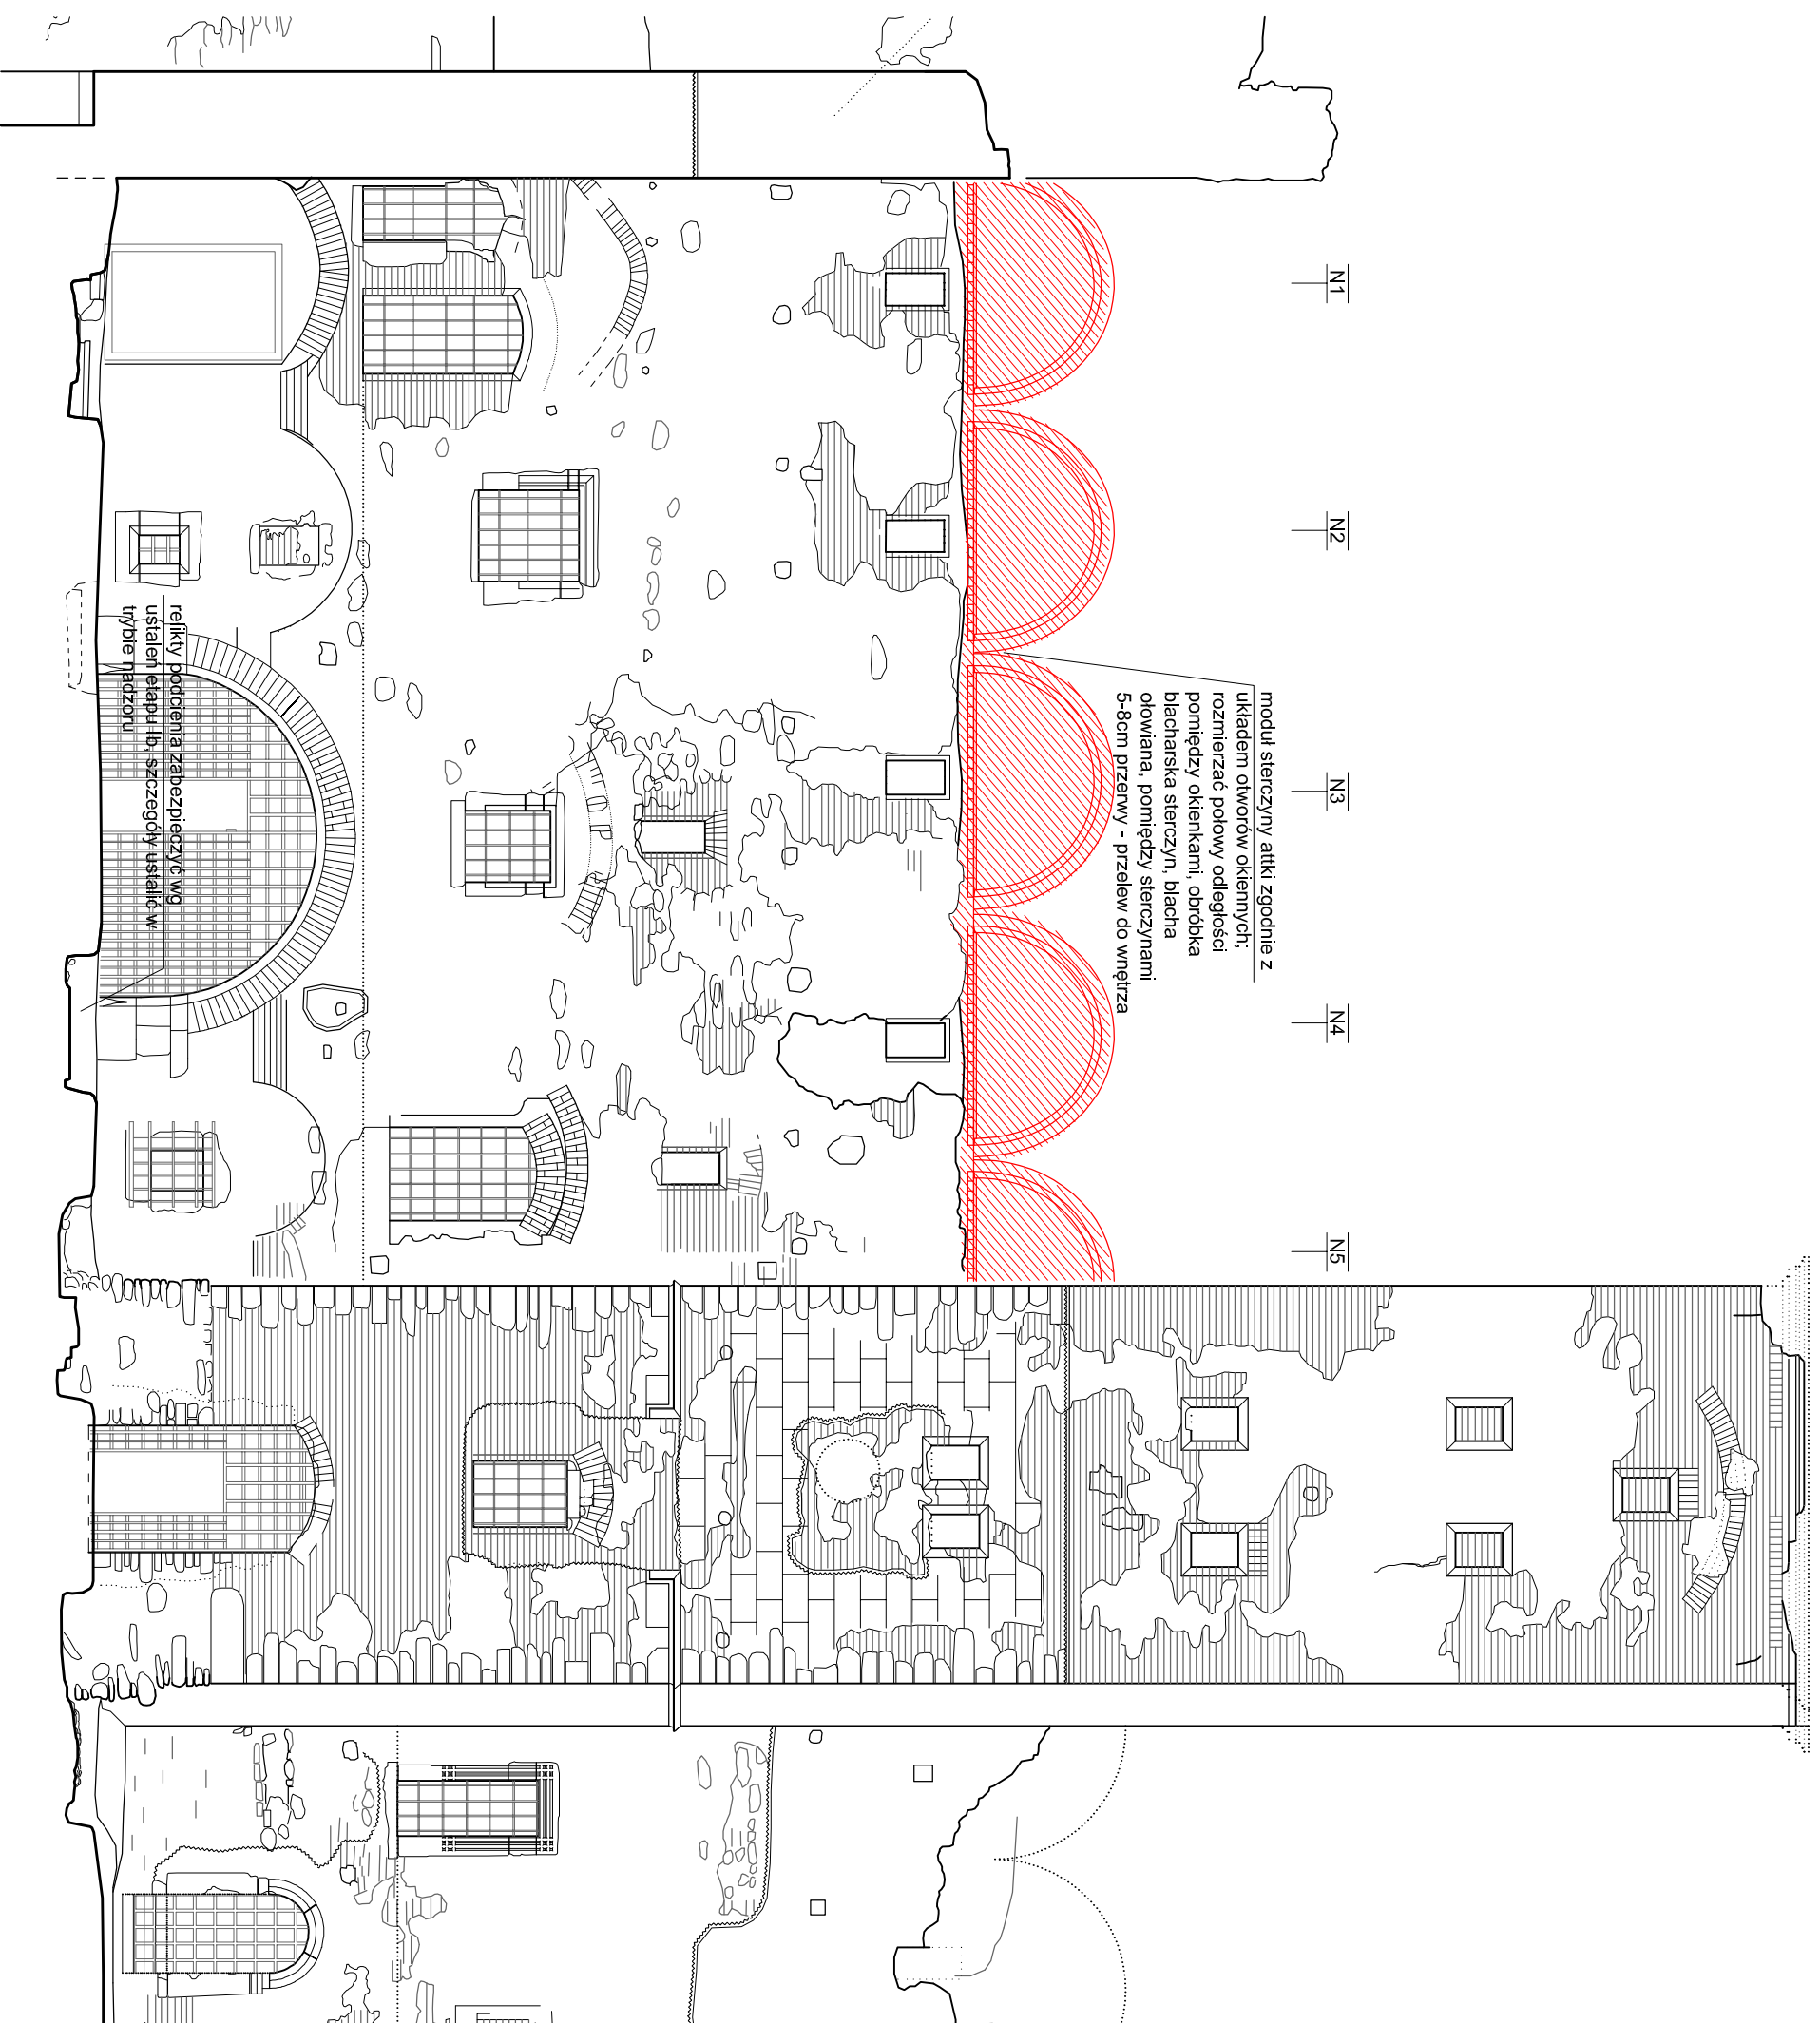 N1
N2
N3
N4
N5
moduł sterczyny attki zgodnie z
układem otworów okiennych;
rozmierzać połowy odległości
pomiędzy okienkami, obróbka
blacharska sterczyn, blacha
ołowiana, pomiędzy sterczynami
5-8cm przerwy - przelew do wnętrza
relikty podcienia zabezpieczyć wg
ustaleń etapu Ib, szczegóły ustalić w
trybie nadzoru